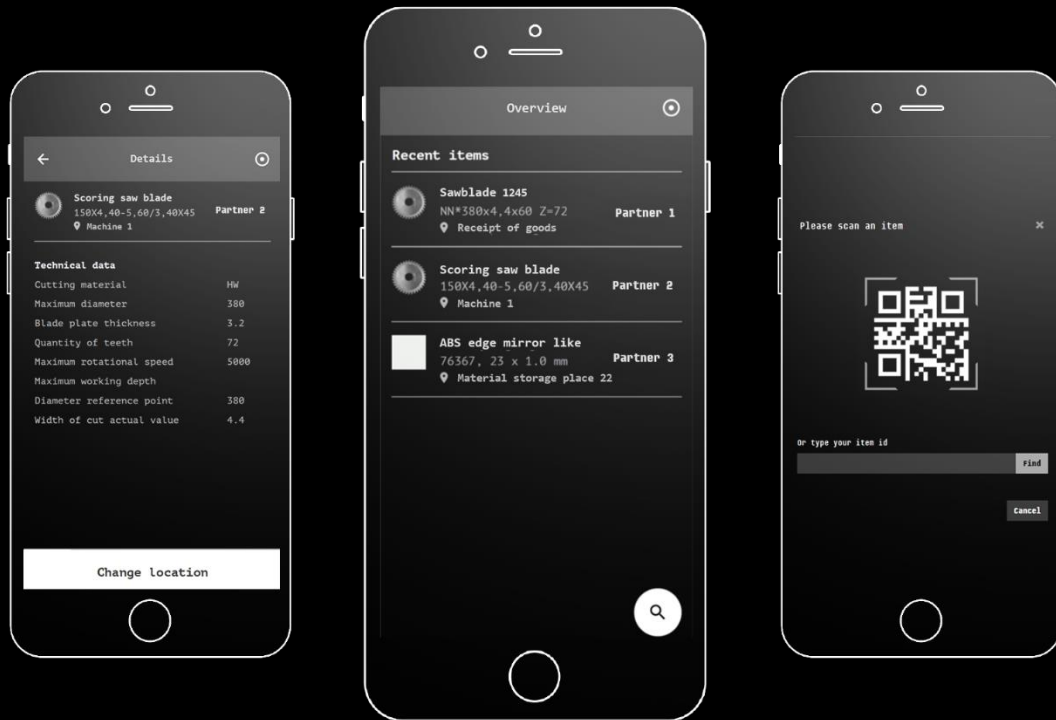 Details
Scoring saw blade
150X4,40-5,60/3,40X45
Partner 2
Machine 1
Technical data
Cutting material HW
Maximum diameter 380
Blade plate thickness 3.2
Quantity of teeth 72
Maximum rotational speed 5000
Maximum working depth
Diameter reference point 380
Width of cut actual value 4.4
Change location
Overview
Recent items
Sawblade 1245
NN*380x4,4x60 Z=72
Partner 1
Receipt of goods
Scoring saw blade
150X4,40-5,60/3,40X45
Partner 2
Machine 1
ABS edge mirror like
76367, 23 x 1.0 mm
Partner 3
Material storage place 22
Please scan an item
Or type your item id
Find
Cancel